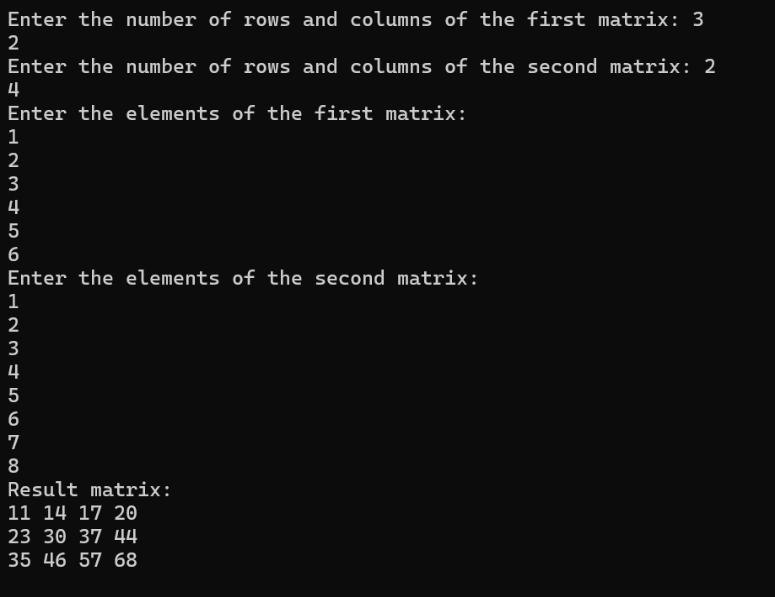 Enter the number of rows and columns of the first matrix: 3
2
Enter the number of rows and columns of the second matrix: 2
4
Enter the elements of the first matrix:
1
2
3
4
5
6
Enter the elements of the second matrix:
1
2
3
4
5
6
7
8
Result matrix:
11 14 17 20
23 30 37 44
35 46 57 68